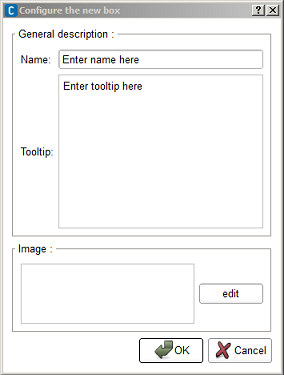 C Configure the new box ? X
General description :
Name: Enter name here
Enter tooltip here
Tooltip:
Image :
edit
OK Cancel